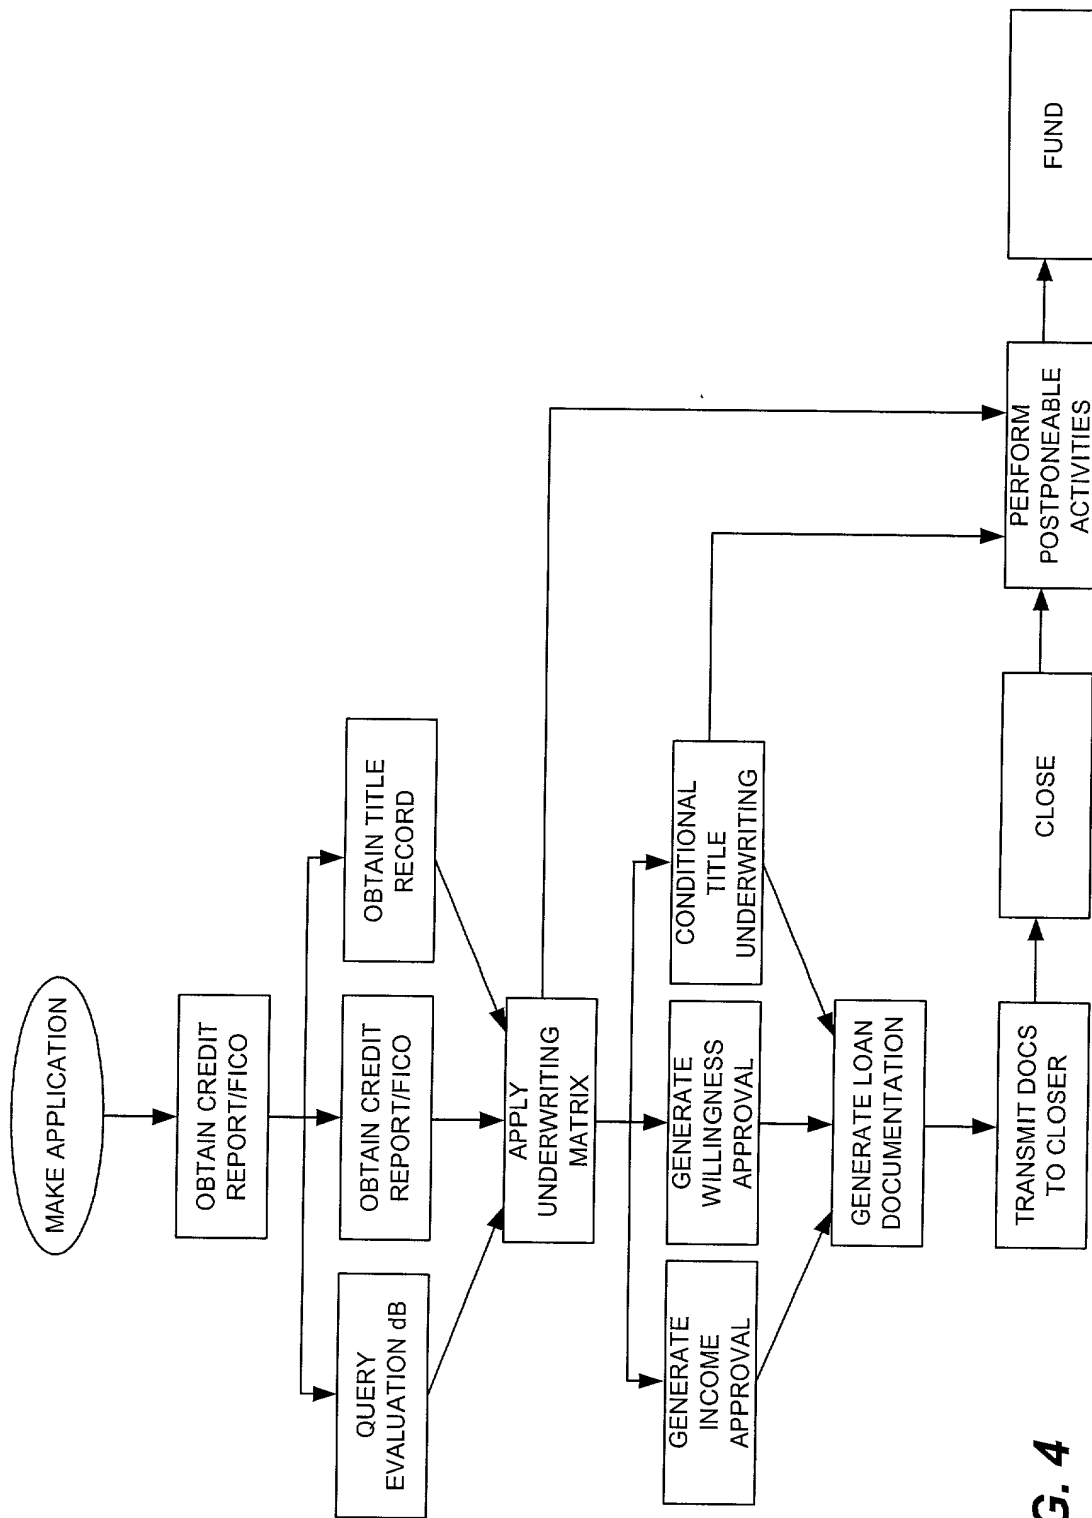 MAKE APPLICATION
OBTAIN CREDIT
REPORT/FICO
QUERY
EVALUATION dB
OBTAIN CREDIT
REPORT/FICO
OBTAIN TITLE
RECORD
APPLY
UNDERWRITING
MATRIX
GENERATE
INCOME
APPROVAL
GENERATE
WILLINGNESS
APPROVAL
CONDITIONAL
TITLE
UNDERWRITING
GENERATE LOAN
DOCUMENTATION
TRANSMIT DOCS
TO CLOSER
CLOSE
PERFORM
POSTPONEABLE
ACTIVITIES
FUND
G. 4